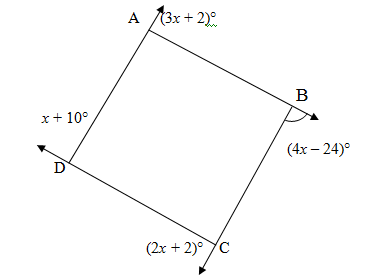 A (3x + 2)°
B
x + 10°
(4x – 24)°
D
(2x + 2)° C